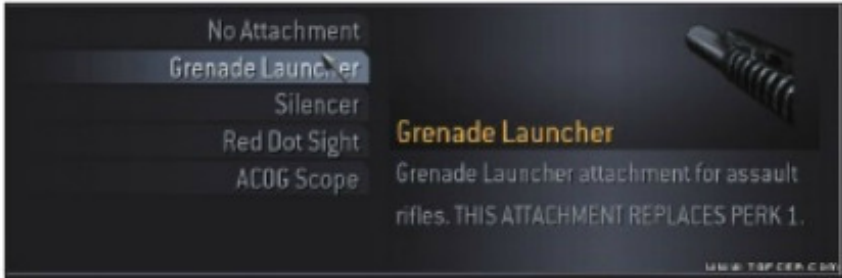 No Attachment
Grenade Launcher
Silencer
Red Dot Sight
ACOG Scope
Grenade Launcher
Grenade Launcher attachment for assault
rifles. THIS ATTACHMENT REPLACES PERK 1.